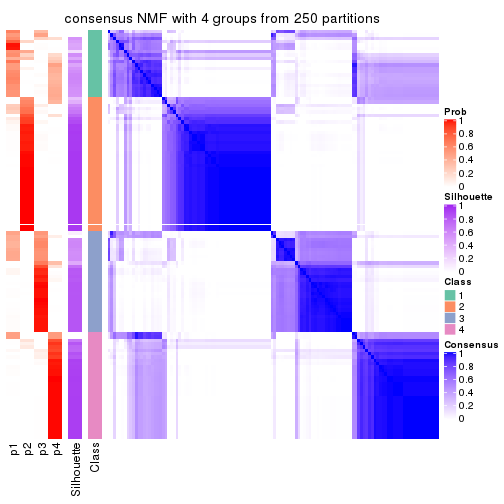 consensus NMF with 4 groups from 250 partitions
Prob
1
0.8
0.6
0.4
0.2
0
Silhouette
1
0.8
0.6
0.4
0.2
0
Class
1
2
3
4
Consensus
1
0.8
0.6
0.4
0.2
0
p1
p2
p3
p4
Silhouette
Class